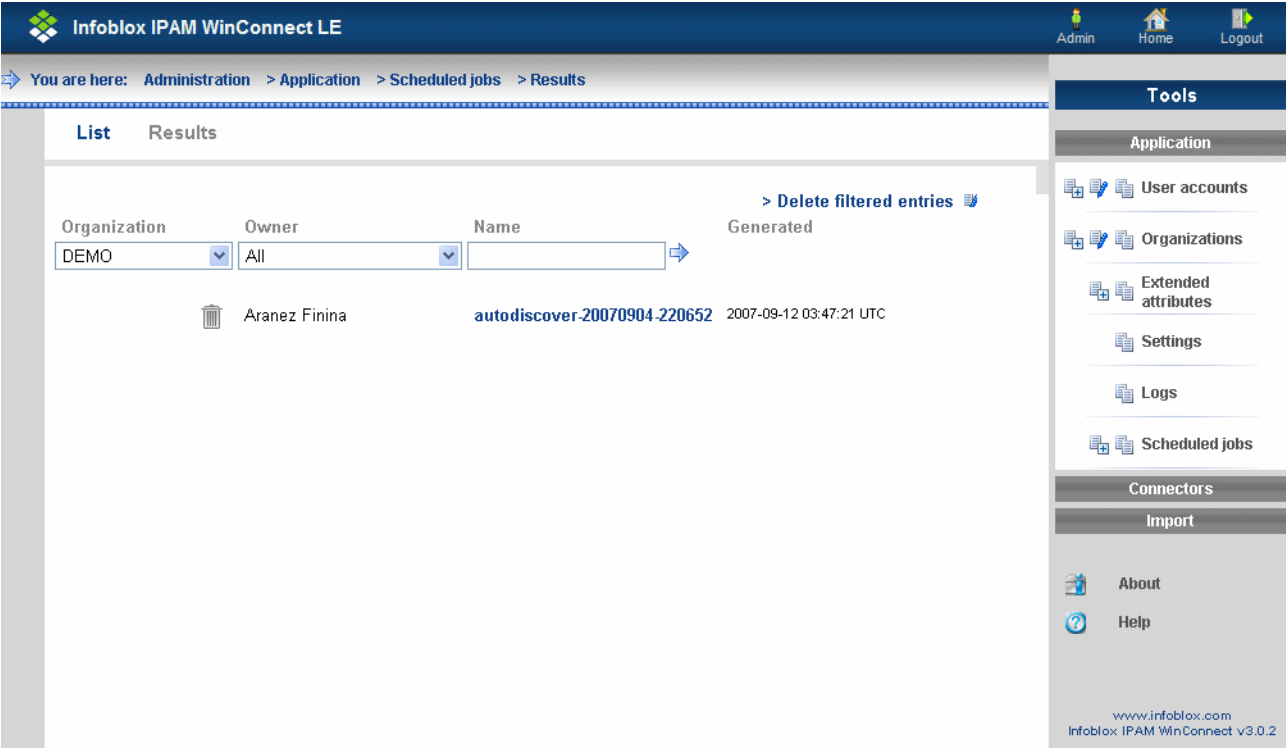 Infoblox IPAM WinConnect LE
Admin Home Logout
You are here: Administration > Application > Scheduled jobs > Results
List Results
> Delete filtered entries
Organization Owner Name Generated
DEMO All
Aranez Finina autodiscover-20070904-220652 2007-09-12 03:47:21 UTC
Tools
Application
User accounts
Organizations
Extended
attributes
Settings
Logs
Scheduled jobs
Connectors
Import
About
Help
www.infoblox.com
Infoblox IPAM WinConnect v3.0.2